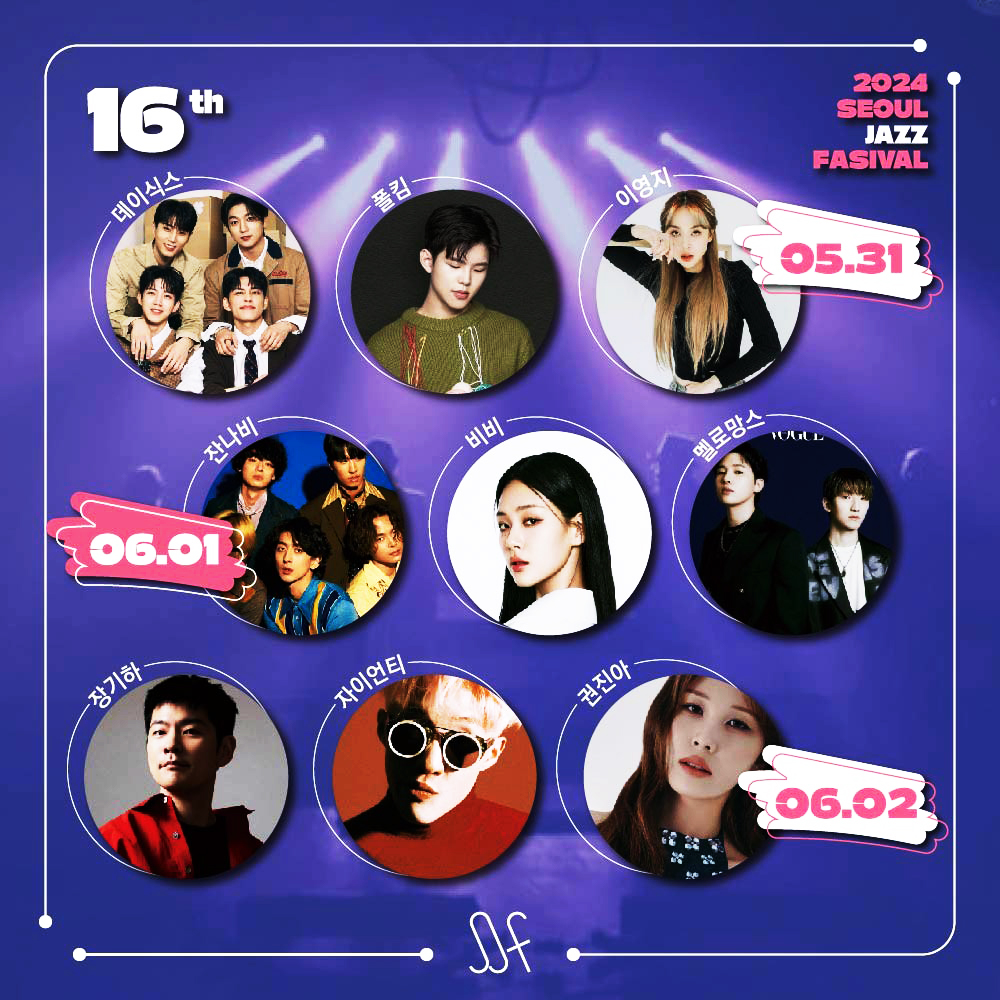 16th
2024
SEOUL
JAZZ
FASIVAL
데이식스
폴킴
이영지
05.31
잔나비
비비
멜로망스
VOGUE
06.01
장기하
자이언티
권진아
06.02